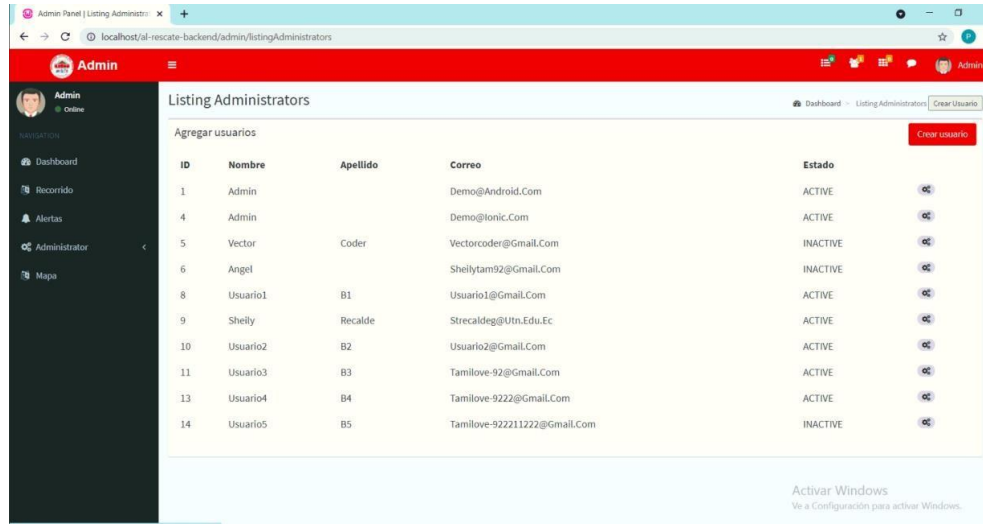 Admin Panel | Listing Administra
localhost/al-rescate-backend/admin/listingAdministrators
P
Admin
Admin
Admin
Online
NAVIGATION
Dashboard
Recorrido
Alertas
Administrator
Mapa
Listing Administrators
Dashboard
Listing Administrators
Crear Usuario
Agregar usuarios
Crear usuario
ID Nombre Apellido Correo Estado
1 Admin Demo@Android.Com ACTIVE
4 Admin Demo@Ionic.Com ACTIVE
5 Vector Coder Vectorcoder@Gmail.Com INACTIVE
6 Angel Sheilytam92@Gmail.Com INACTIVE
8 Usuario1 B1 Usuario1@Gmail.Com ACTIVE
9 Sheily Recalde Strecaldeg@Utn.Edu.Ec ACTIVE
10 Usuario2 B2 Usuario2@Gmail.Com ACTIVE
11 Usuario3 B3 Tamilove-92@Gmail.Com ACTIVE
13 Usuario4 B4 Tamilove-9222@Gmail.Com ACTIVE
14 Usuario5 B5 Tamilove-922211222@Gmail.Com INACTIVE
Activar Windows
Ve a Configuración para activar Windows.